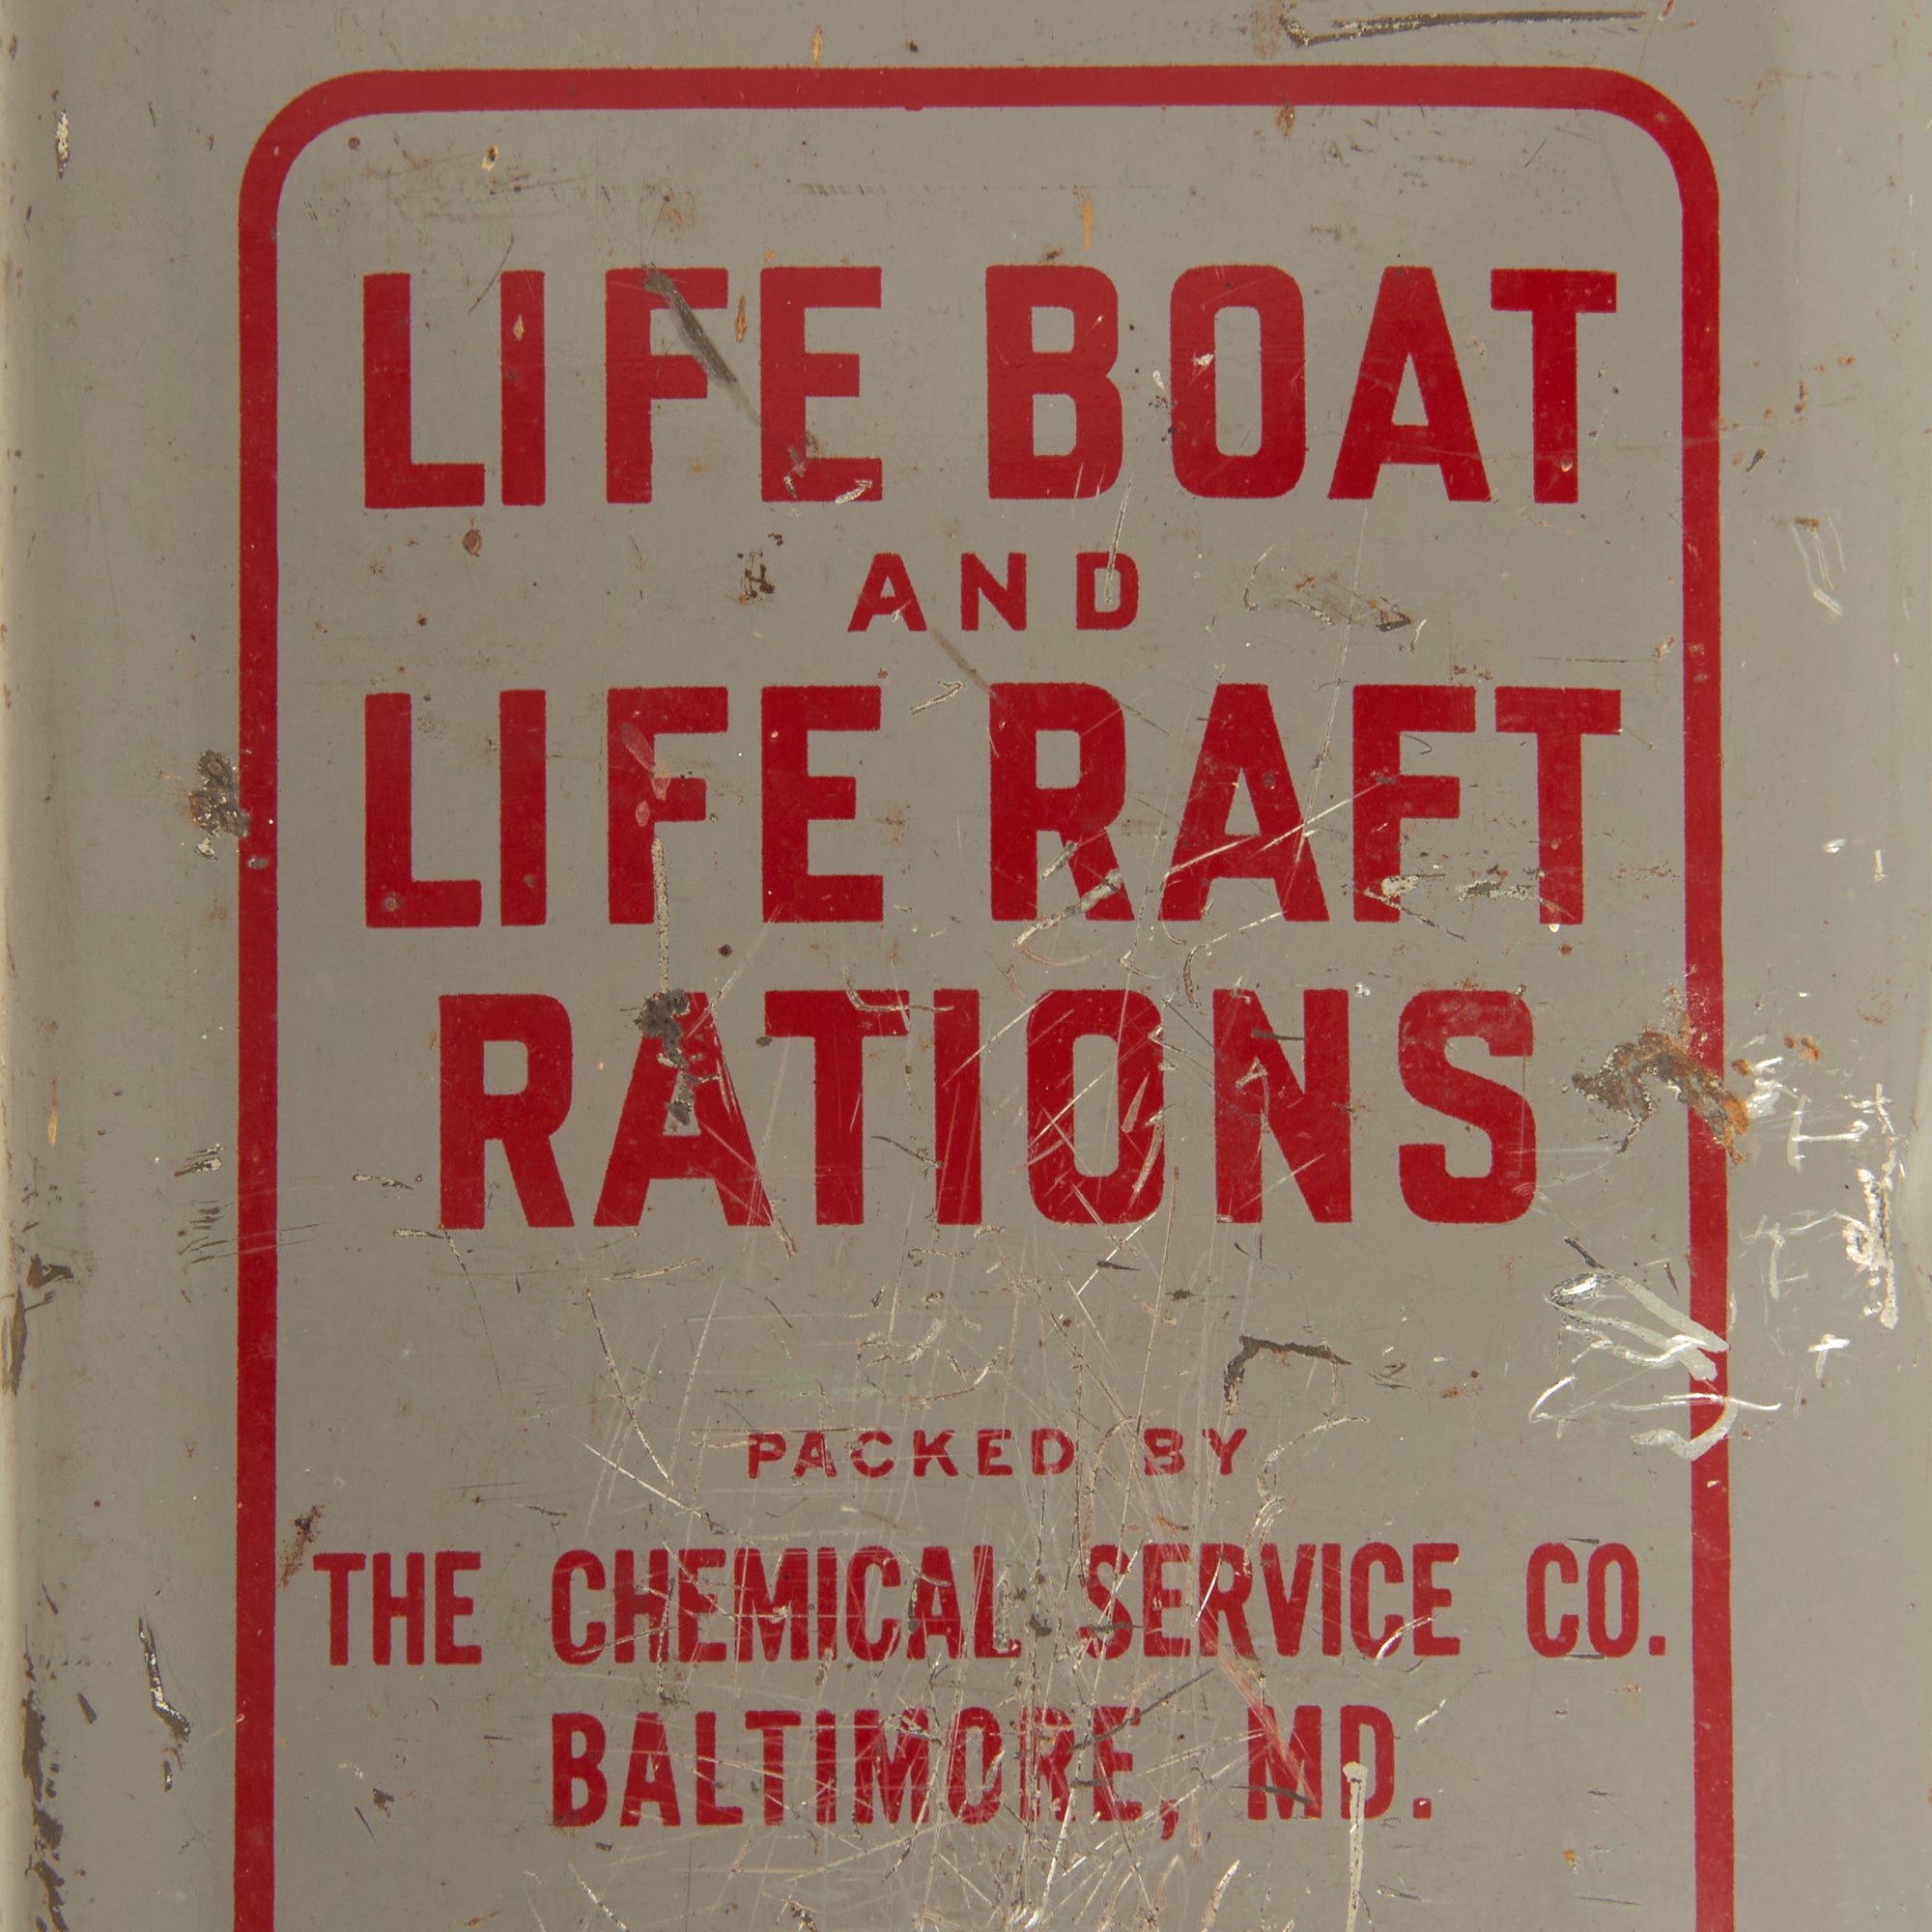 LIFE BOAT
AND
LIFE RAFT
RATIONS
PACKED BY
THE CHEMICAL SERVICE CO.
BALTIMORE, MD.